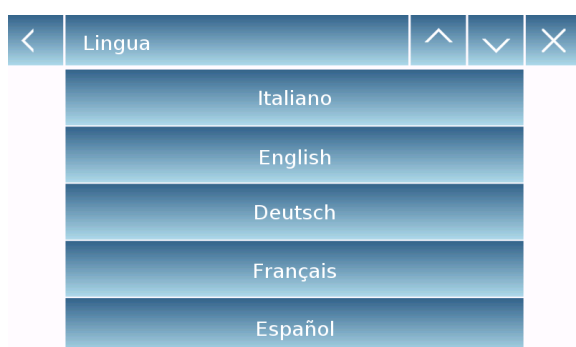 Lingua
Italiano
English
Deutsch
Français
Español